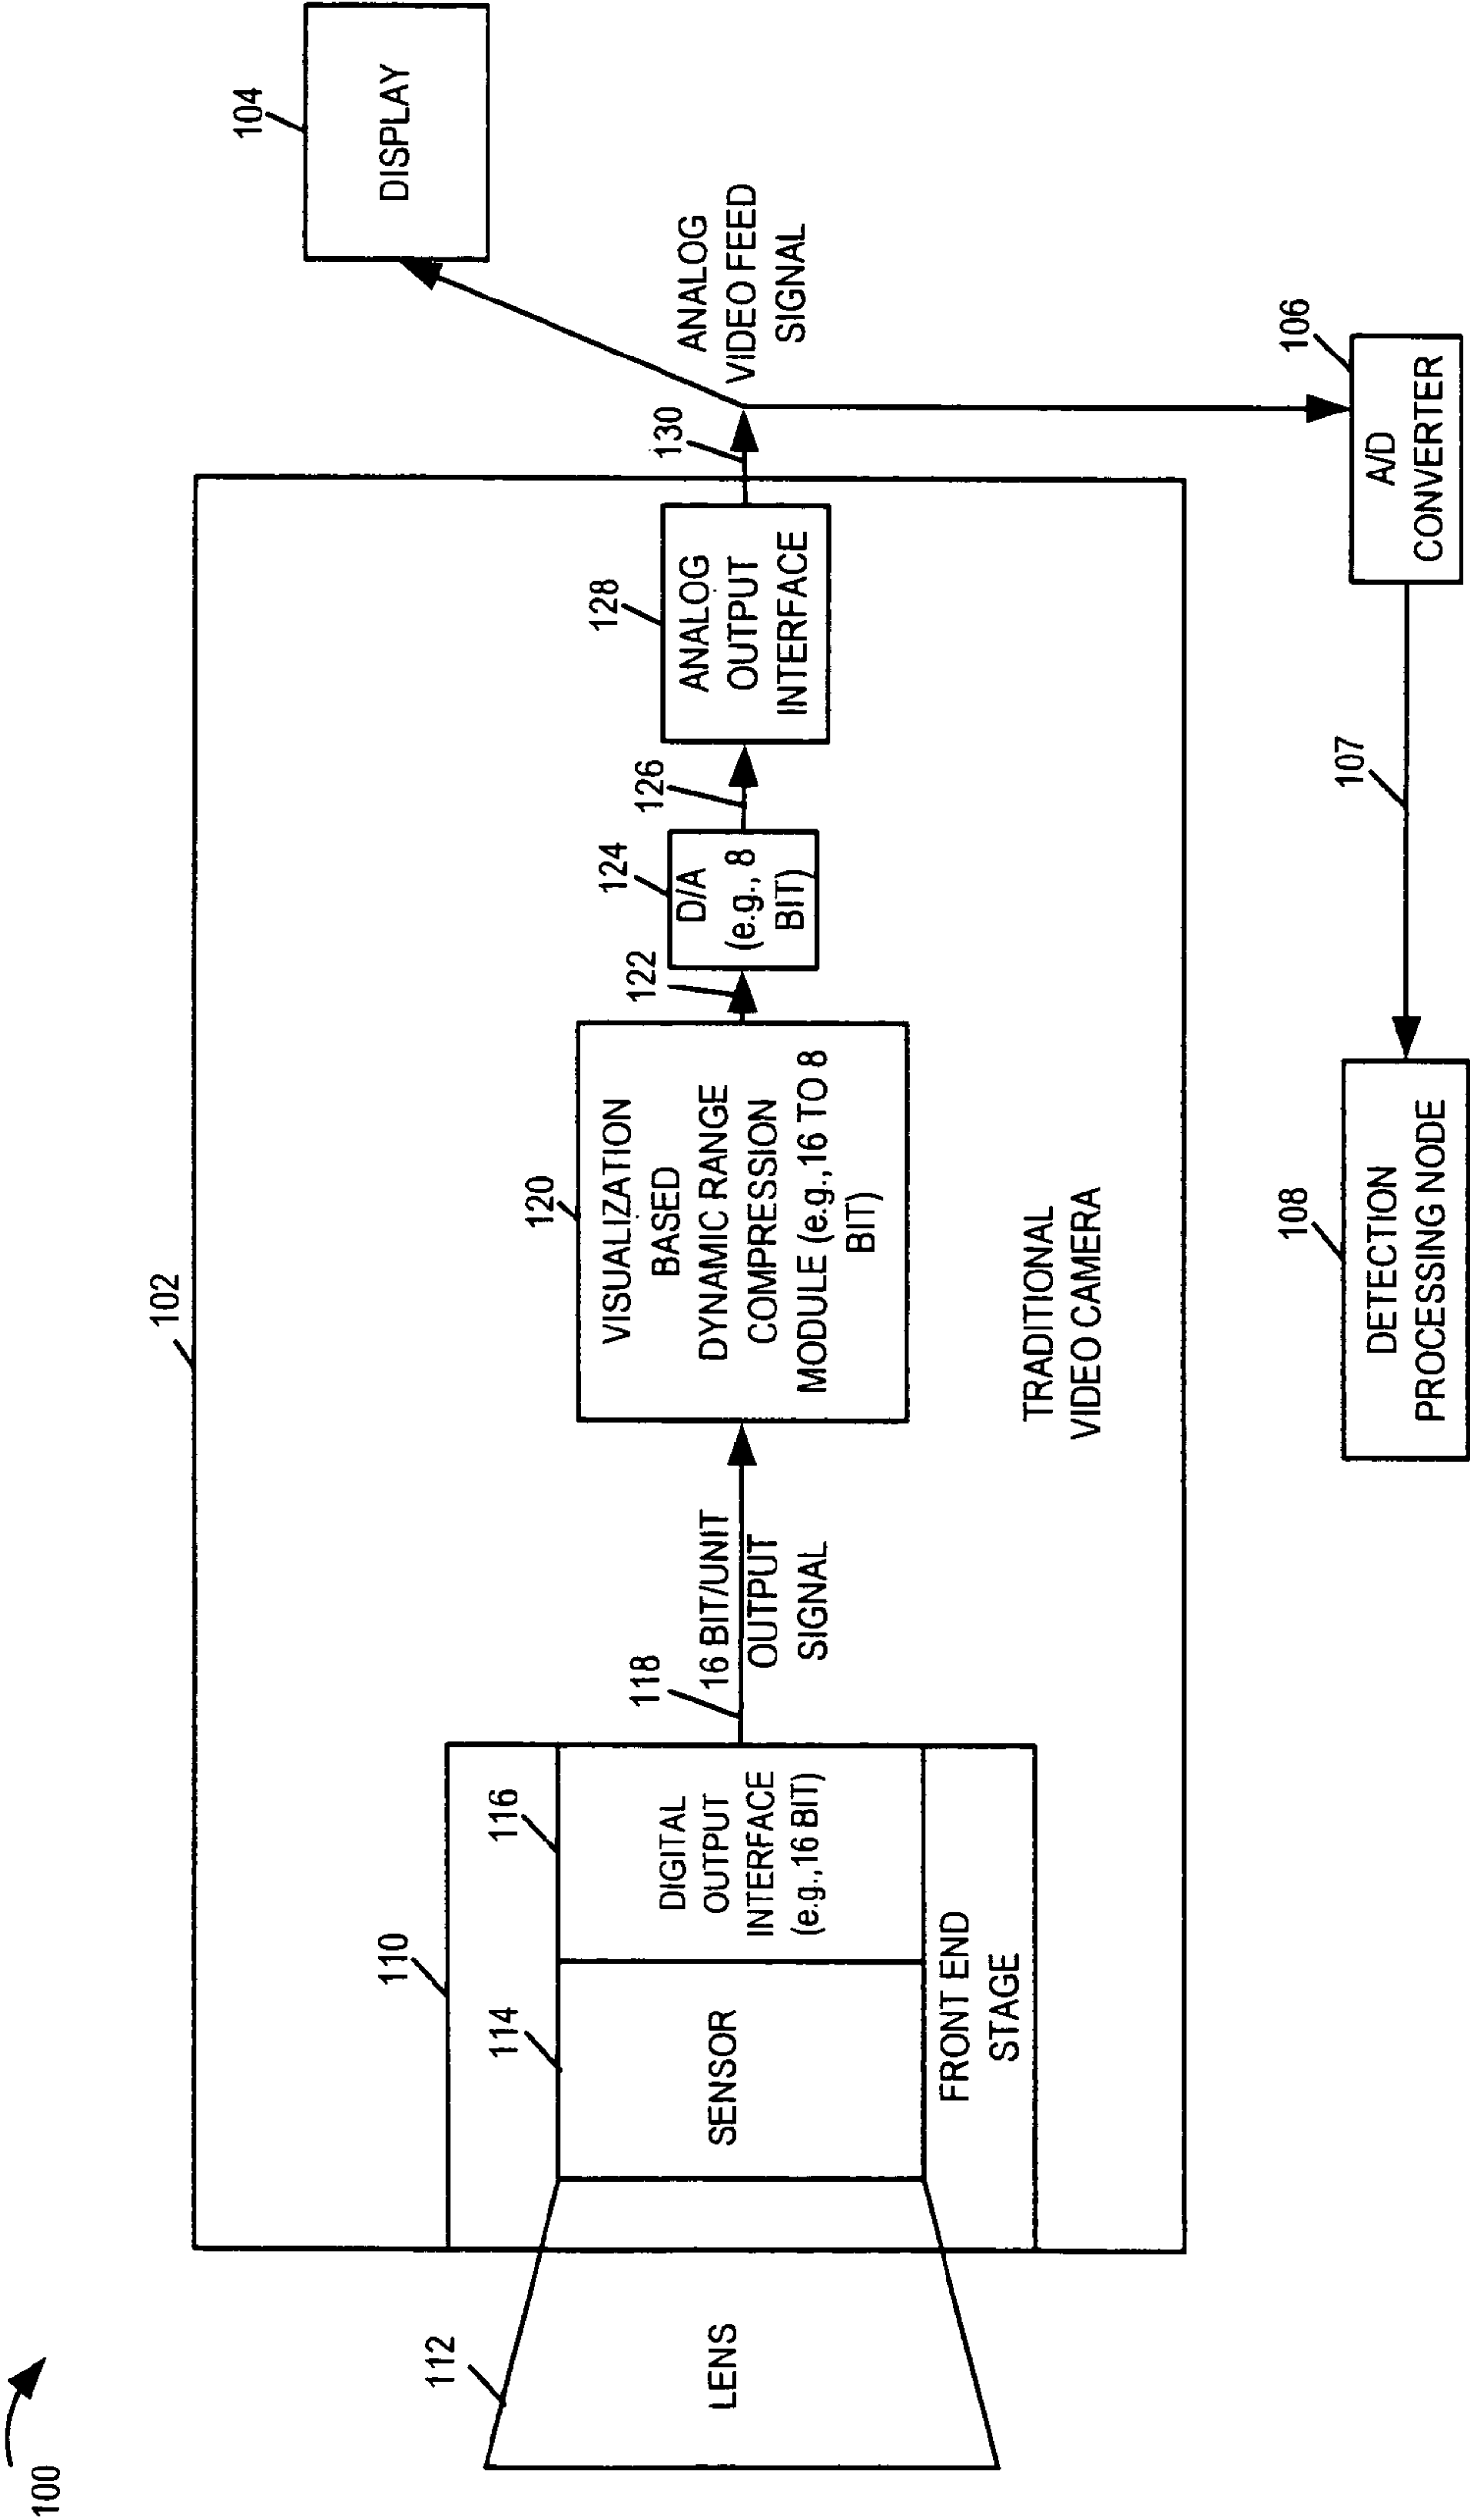 100
102
104
DISPLAY
112
LENS
110
114
SENSOR
116
DIGITAL
OUTPUT
INTERFACE
(e.g.,16 BIT)
FRONT END
STAGE
118
16 BIT/UNIT
OUTPUT
SIGNAL
120
VISUALIZATION
BASED
DYNAMIC RANGE
COMPRESSION
MODULE (e.g.,16 TO 8
BIT)
122
124
D/A
(e.g., 8
BIT)
126
128
ANALOG
OUTPUT
INTERFACE
130
ANALOG
VIDEO FEED
SIGNAL
TRADITIONAL
VIDEO CAMERA
106
A/D
CONVERTER
107
108
DETECTION
PROCESSING NODE